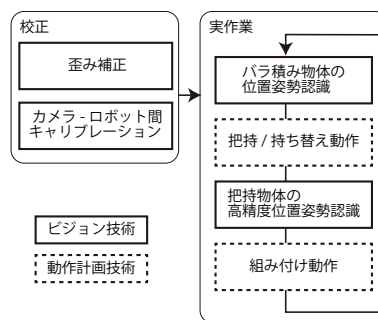 校正
歪み補正
カメラ - ロボット間
キャリブレーション
ビジョン技術
動作計画技術
実作業
バラ積み物体の
位置姿勢認識
把持 / 持ち替え動作
把持物体の
高精度位置姿勢認識
組み付け動作